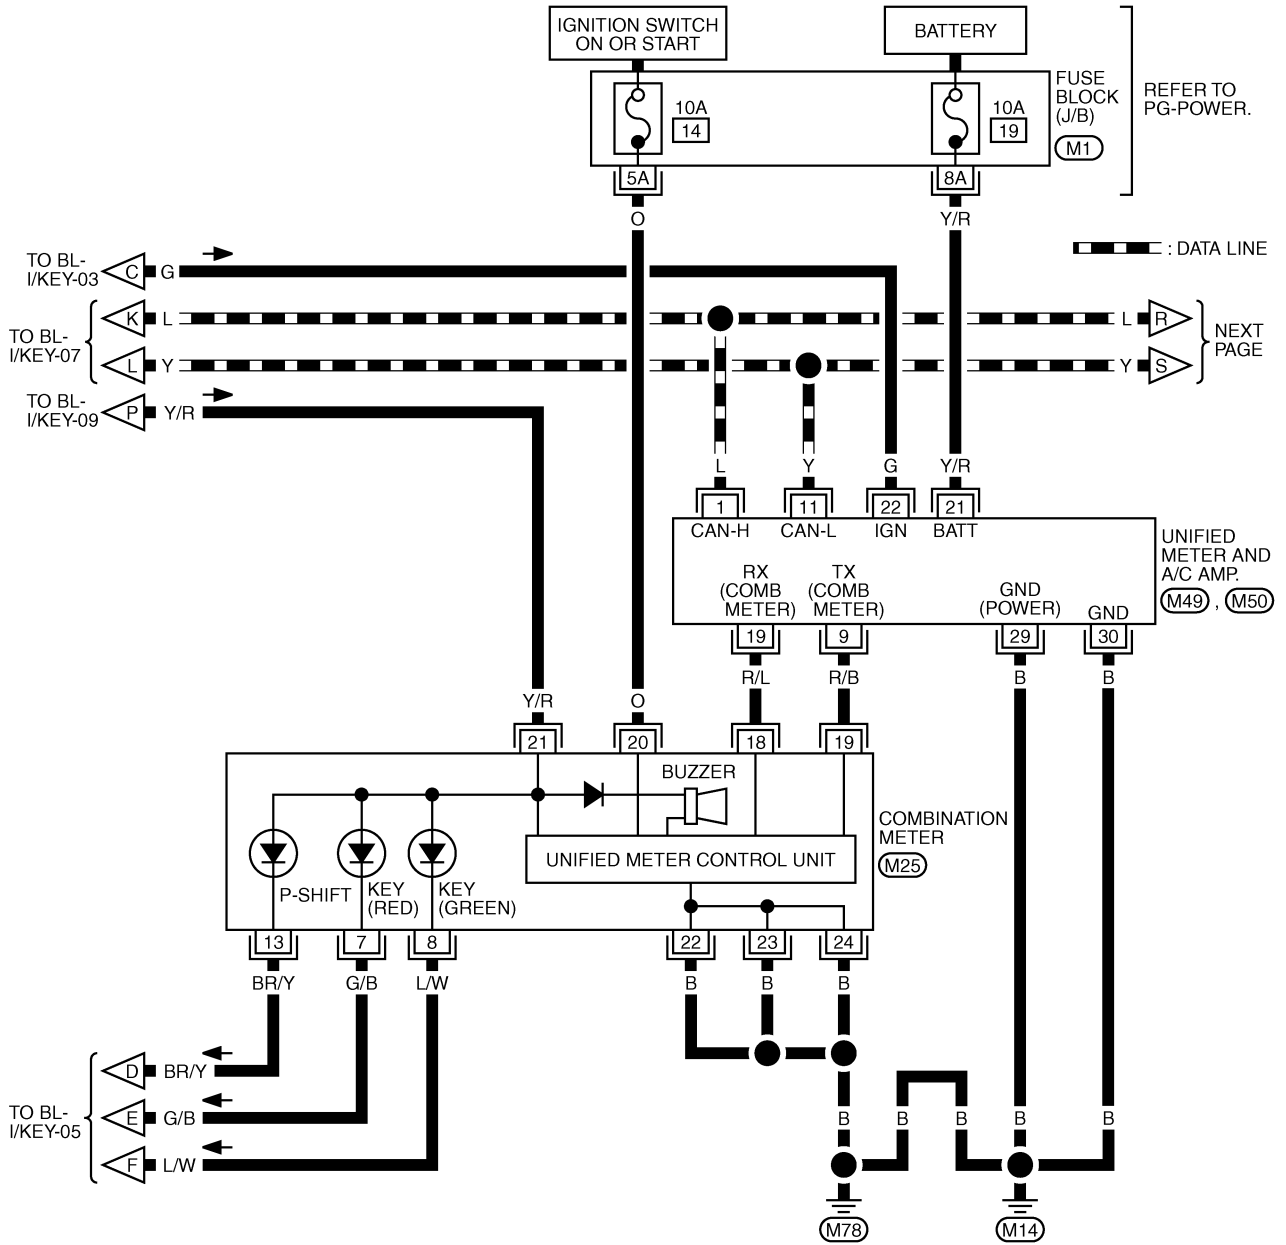 IGNITION SWITCH
ON OR START
BATTERY
FUSE
BLOCK
(J/B)
M1
REFER TO
PG-POWER.
10A
14
10A
19
5A
8A
O
Y/R
: DATA LINE
TO BL-
I/KEY-03
C
G
TO BL-
I/KEY-07
K
L
L
Y
L
R
Y
S
NEXT
PAGE
TO BL-
I/KEY-09
P
Y/R
L
Y
G
Y/R
1
11
22
21
CAN-H
CAN-L
IGN
BATT
UNIFIED
METER AND
A/C AMP.
M49 , M50
RX
(COMB
METER)
TX
(COMB
METER)
GND
(POWER)
GND
19
9
29
30
R/L
R/B
B
B
Y/R
O
21
20
18
19
BUZZER
COMBINATION
METER
M25
UNIFIED METER CONTROL UNIT
P-SHIFT
KEY
(RED)
KEY
(GREEN)
13
7
8
22
23
24
BR/Y
G/B
L/W
B
B
B
TO BL-
I/KEY-05
D
BR/Y
E
G/B
F
L/W
B
B
B
B
B
M78
M14